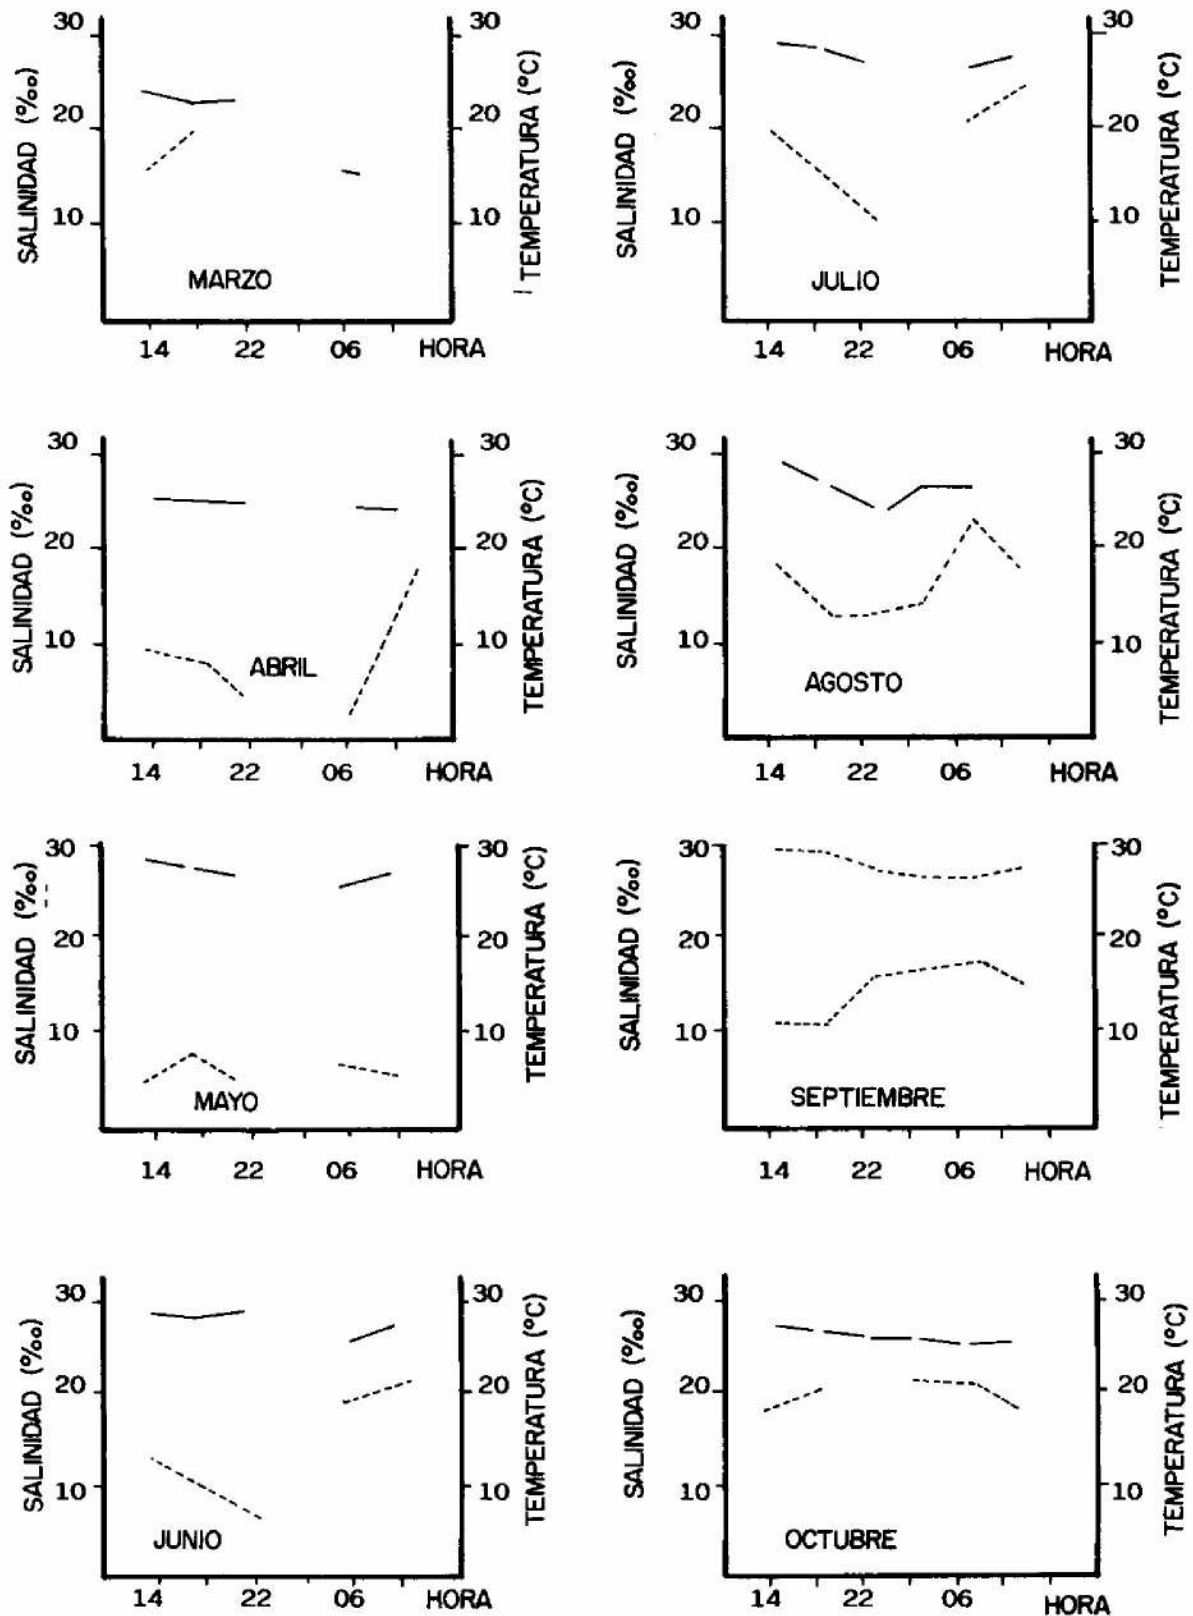 30
20
10
SALINIDAD (‰)
30
20
10
TEMPERATURA (°C)
MARZO
14 22 06 HORA
30
20
10
SALINIDAD (‰)
30
20
10
TEMPERATURA (°C)
JULIO
14 22 06 HORA
30
20
10
SALINIDAD (‰)
30
20
10
TEMPERATURA (°C)
ABRIL
14 22 06 HORA
30
20
10
SALINIDAD (‰)
30
20
10
TEMPERATURA (°C)
AGOSTO
14 22 06 HORA
30
20
10
SALINIDAD (‰)
30
20
10
TEMPERATURA (°C)
MAYO
14 22 06 HORA
30
20
10
SALINIDAD (‰)
30
20
10
TEMPERATURA (°C)
SEPTIEMBRE
14 22 06 HORA
30
20
10
SALINIDAD (‰)
30
20
10
TEMPERATURA (°C)
JUNIO
14 22 06 HORA
30
20
10
SALINIDAD (‰)
30
20
10
TEMPERATURA (°C)
OCTUBRE
14 22 06 HORA